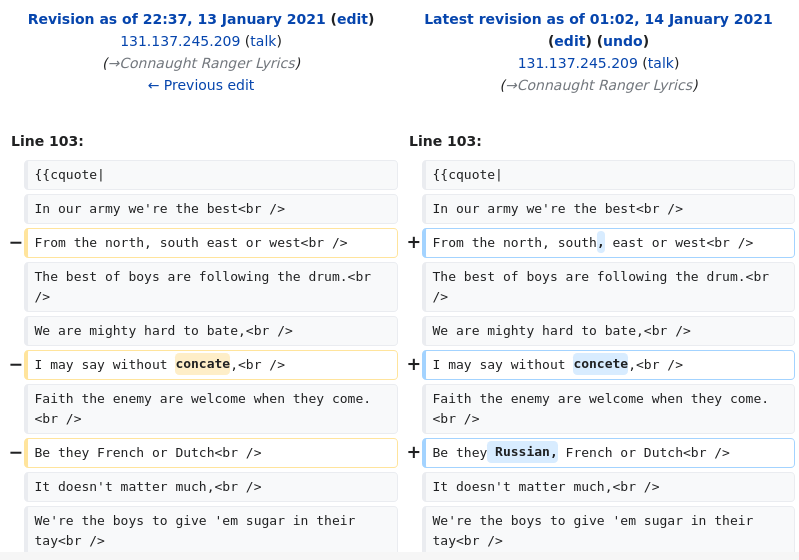 Revision as of 22:37, 13 January 2021 (edit)
131.137.245.209 (talk)
(→Connaught Ranger Lyrics)
← Previous edit
Latest revision as of 01:02, 14 January 2021
(edit) (undo)
131.137.245.209 (talk)
(→Connaught Ranger Lyrics)
Line 103:
Line 103:
{{cquote|
{{cquote|
In our army we're the best<br />
In our army we're the best<br />
− From the north, south east or west<br />
+ From the north, south, east or west<br />
The best of boys are following the drum.<br
/>
The best of boys are following the drum.<br
/>
We are mighty hard to bate,<br />
We are mighty hard to bate,<br />
− I may say without concate,<br />
+ I may say without concete,<br />
Faith the enemy are welcome when they come.
<br />
Faith the enemy are welcome when they come.
<br />
− Be they French or Dutch<br />
+ Be they Russian, French or Dutch<br />
It doesn't matter much,<br />
It doesn't matter much,<br />
We're the boys to give 'em sugar in their
tay<br />
We're the boys to give 'em sugar in their
tay<br />